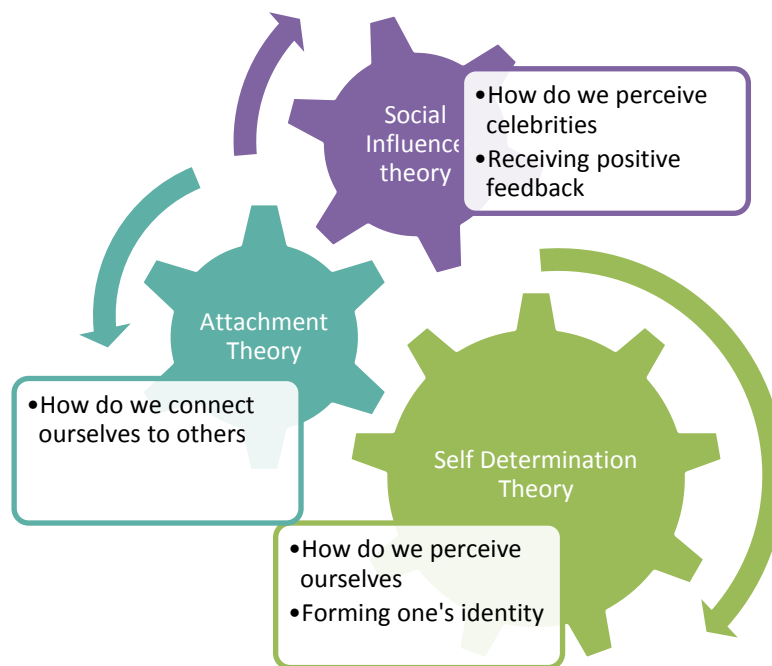 Social
Influence
theory
•How do we perceive
celebrities
•Receiving positive
feedback
Attachment
Theory
•How do we connect
ourselves to others
Self Determination
Theory
•How do we perceive
ourselves
•Forming one's identity